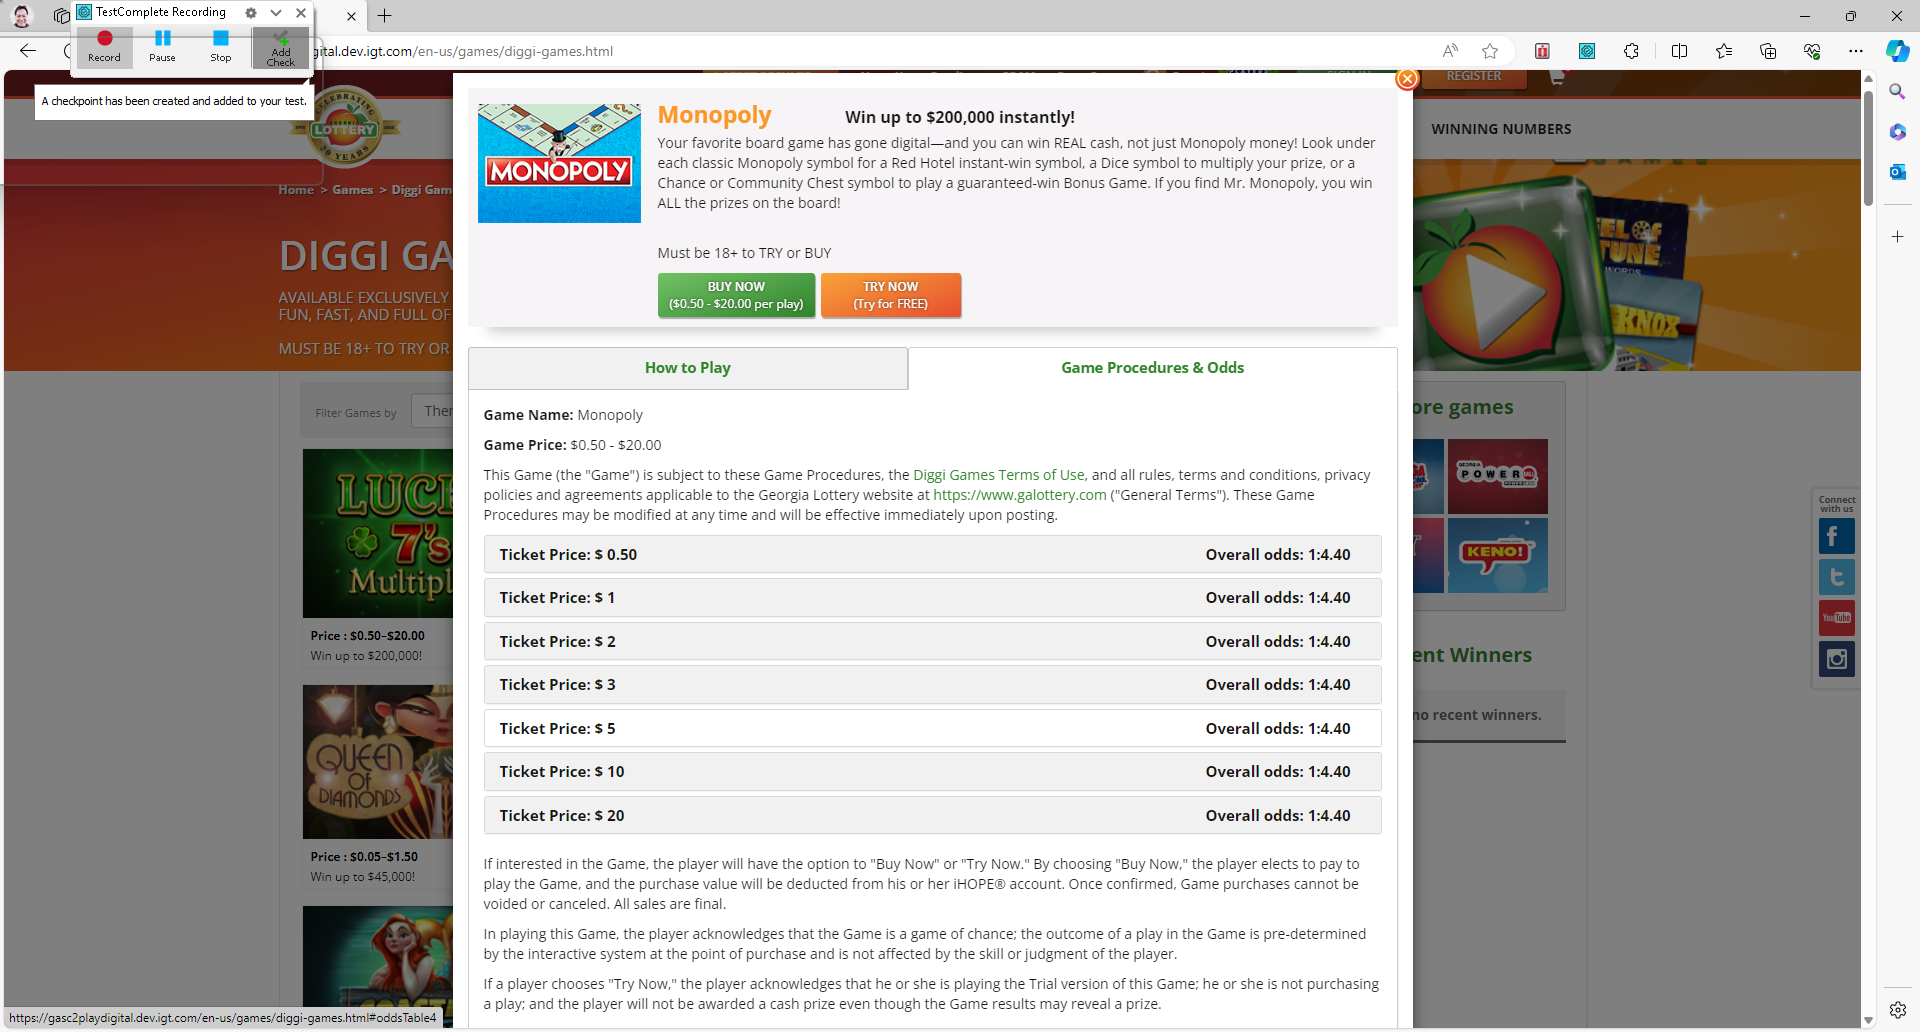 TestComplete Recording
Record
Pause
Stop
Add Check
A checkpoint has been created and added to your test.
gital.dev.igt.com/en-us/games/diggi-games.html
REGISTER
WINNING NUMBERS
CELEBRATING
LOTTERY
20 YEARS
Home > Games > Diggi Gam
DIGGI GA
AVAILABLE EXCLUSIVELY
FUN, FAST, AND FULL OF
MUST BE 18+ TO TRY OR
Filter Games by
Ther
LUC
7's
Multipl
Price : $0.50–$20.00
Win up to $200,000!
QUEEN
OF
DIAMONDS
Price : $0.05–$1.50
Win up to $45,000!
MONOPOLY
Monopoly
Win up to $200,000 instantly!
Your favorite board game has gone digital—and you can win REAL cash, not just Monopoly money! Look under
each classic Monopoly symbol for a Red Hotel instant-win symbol, a Dice symbol to multiply your prize, or a
Chance or Community Chest symbol to play a guaranteed-win Bonus Game. If you find Mr. Monopoly, you win
ALL the prizes on the board!
Must be 18+ to TRY or BUY
BUY NOW
($0.50 - $20.00 per play)
TRY NOW
(Try for FREE)
How to Play
Game Procedures & Odds
Game Name: Monopoly
Game Price: $0.50 - $20.00
This Game (the "Game") is subject to these Game Procedures, the Diggi Games Terms of Use, and all rules, terms and conditions, privacy
policies and agreements applicable to the Georgia Lottery website at https://www.galottery.com ("General Terms"). These Game
Procedures may be modified at any time and will be effective immediately upon posting.
Ticket Price: $ 0.50 Overall odds: 1:4.40
Ticket Price: $ 1 Overall odds: 1:4.40
Ticket Price: $ 2 Overall odds: 1:4.40
Ticket Price: $ 3 Overall odds: 1:4.40
Ticket Price: $ 5 Overall odds: 1:4.40
Ticket Price: $ 10 Overall odds: 1:4.40
Ticket Price: $ 20 Overall odds: 1:4.40
If interested in the Game, the player will have the option to "Buy Now" or "Try Now." By choosing "Buy Now," the player elects to pay to
play the Game, and the purchase value will be deducted from his or her iHOPE® account. Once confirmed, Game purchases cannot be
voided or canceled. All sales are final.
In playing this Game, the player acknowledges that the Game is a game of chance; the outcome of a play in the Game is pre-determined
by the interactive system at the point of purchase and is not affected by the skill or judgment of the player.
If a player chooses "Try Now," the player acknowledges that he or she is playing the Trial version of this Game; he or she is not purchasing
a play; and the player will not be awarded a cash prize even though the Game results may reveal a prize.
EEL OF
TUNE
WORDS
KNOX
ore games
GEORGIA
POWERBALL
KENO!
Connect
with us
YouTube
ent Winners
no recent winners.
https://gasc2playdigital.dev.igt.com/en-us/games/diggi-games.html#oddsTable4